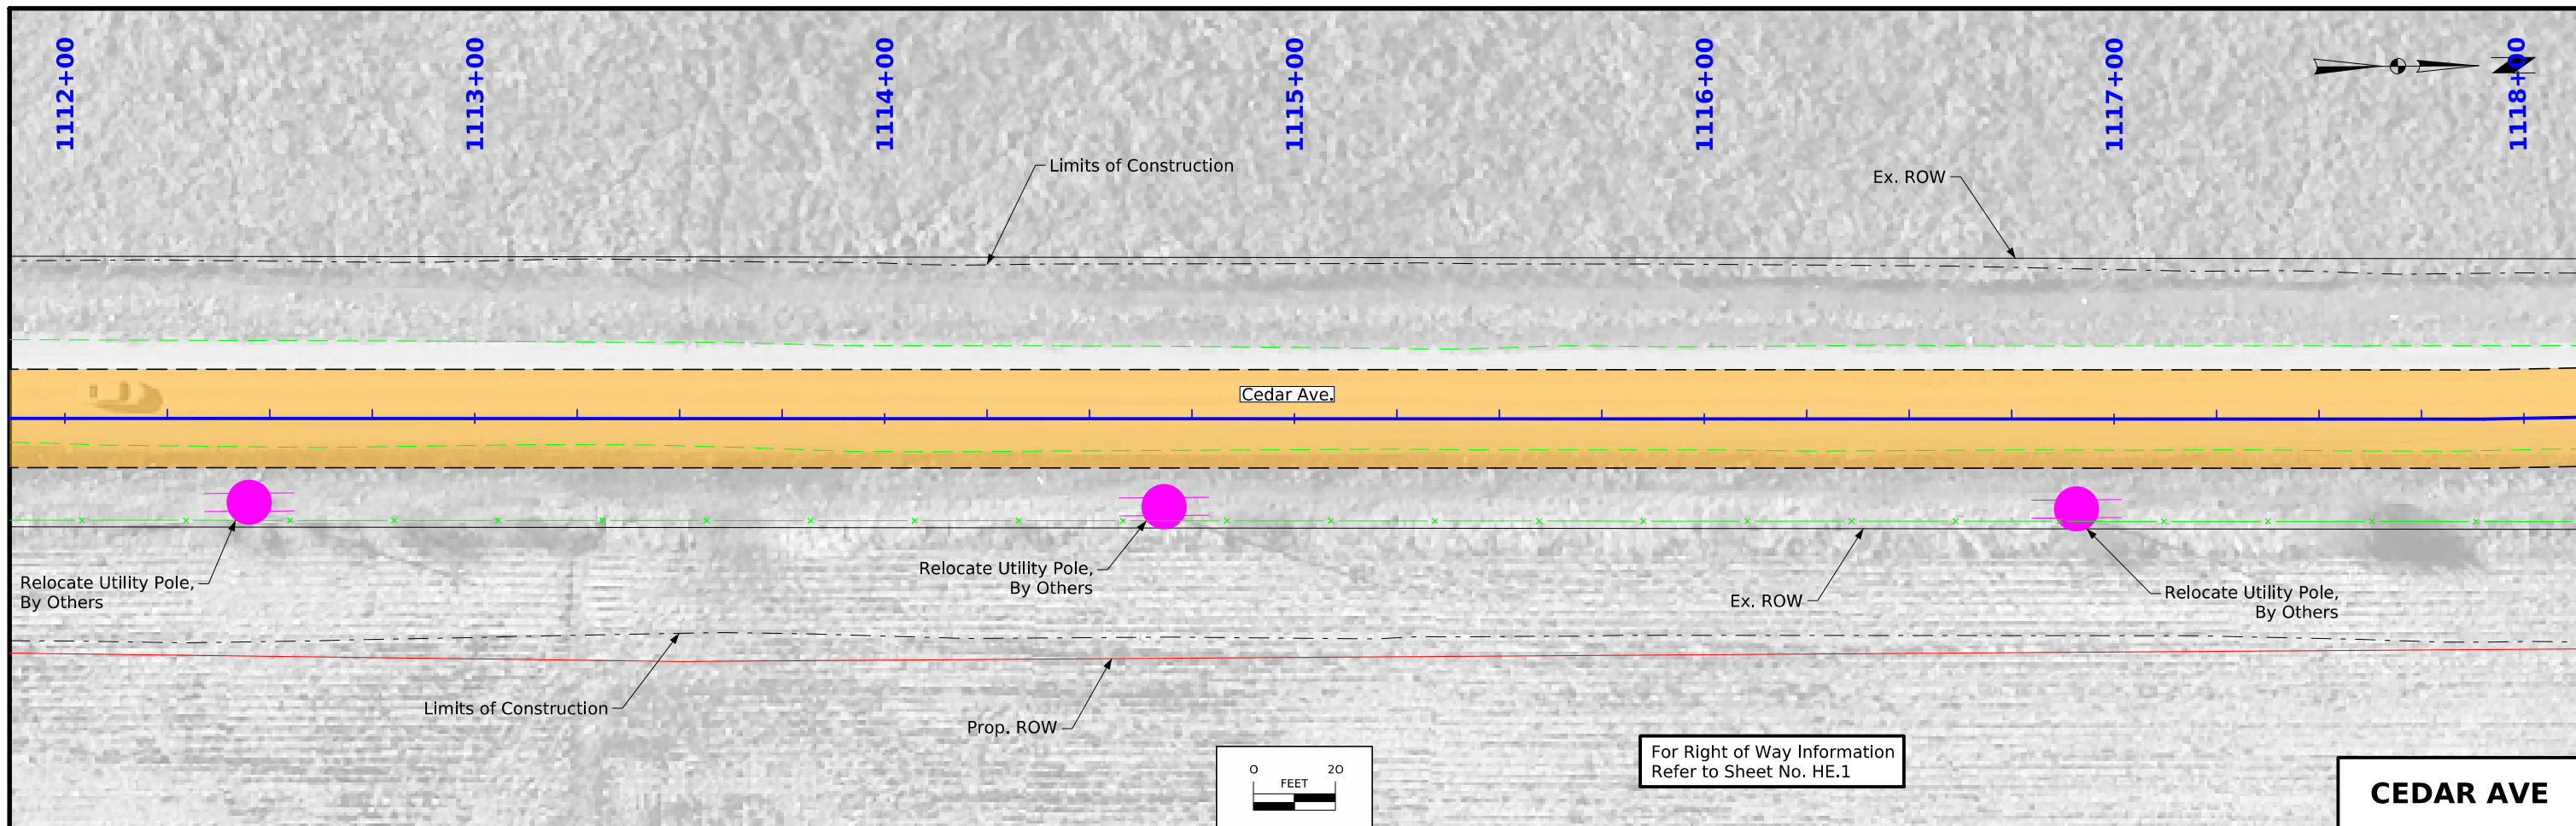 1112+00
1113+00
1114+00
1115+00
1116+00
1117+00
1118+00
Limits of Construction
Ex. ROW
Cedar Ave.
Relocate Utility Pole,
By Others
Relocate Utility Pole,
By Others
Ex. ROW
Relocate Utility Pole,
By Others
Limits of Construction
Prop. ROW
For Right of Way Information
Refer to Sheet No. HE.1
0 20
FEET
CEDAR AVE